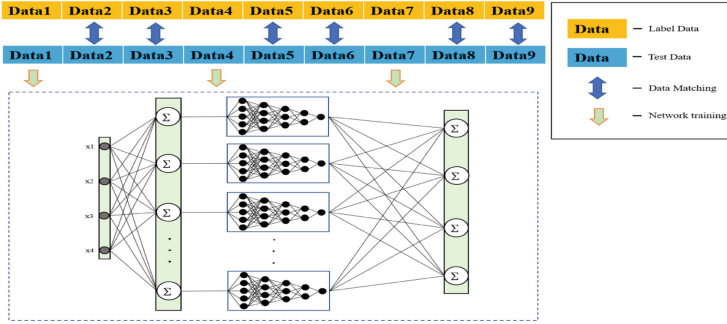 Data1 Data2 Data3 Data4 Data5 Data6 Data7 Data8 Data9
Data1 Data2 Data3 Data4 Data5 Data6 Data7 Data8 Data9
Data — Label Data
Data — Test Data
— Data Matching
— Network training
x1
x2
x3
x4
Σ
Σ
Σ
Σ
Σ
Σ
Σ
Σ